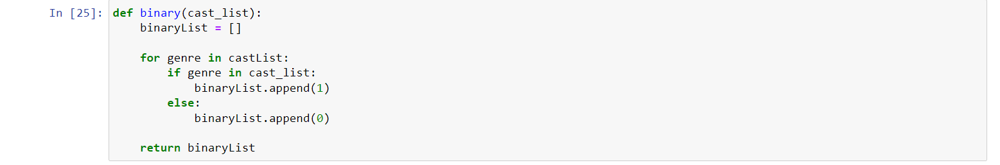 In [25]: def binary(cast_list):
    binaryList = []
    for genre in castList:
        if genre in cast_list:
            binaryList.append(1)
        else:
            binaryList.append(0)
    return binaryList